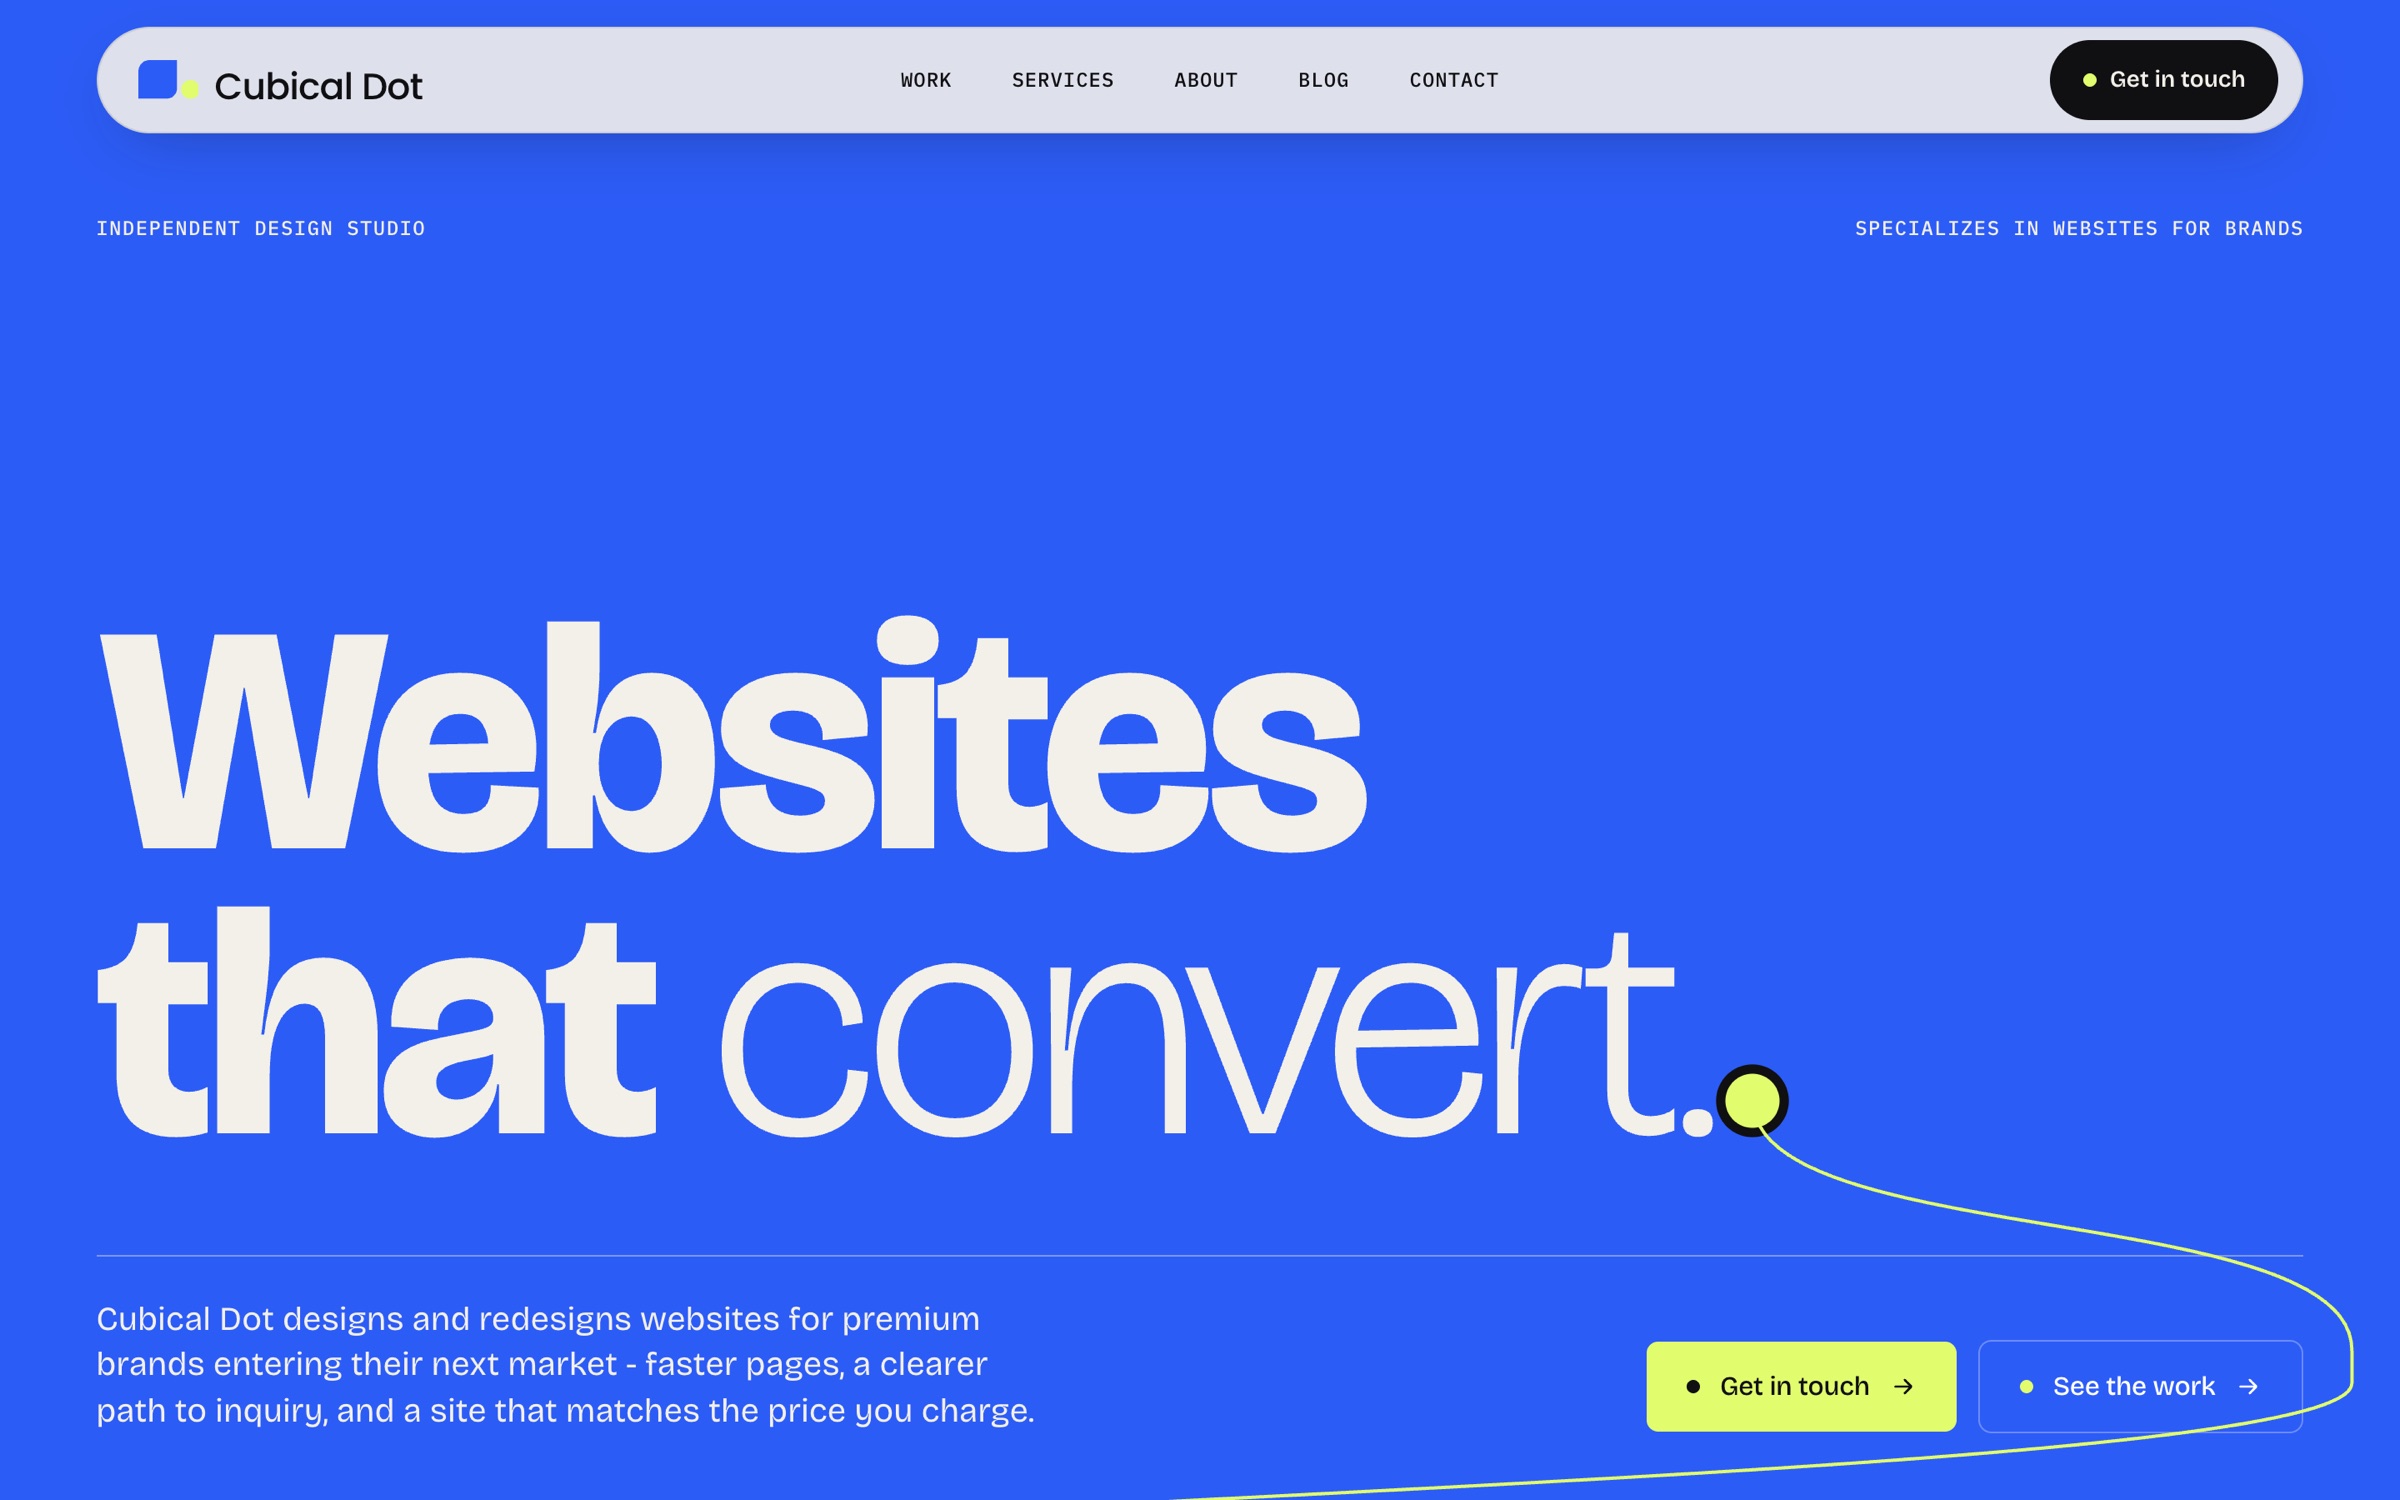 Cubical Dot
WORK SERVICES ABOUT BLOG CONTACT
Get in touch
INDEPENDENT DESIGN STUDIO
SPECIALIZES IN WEBSITES FOR BRANDS
Websites
that convert.
Cubical Dot designs and redesigns websites for premium
brands entering their next market - faster pages, a clearer
path to inquiry, and a site that matches the price you charge.
Get in touch →
See the work →